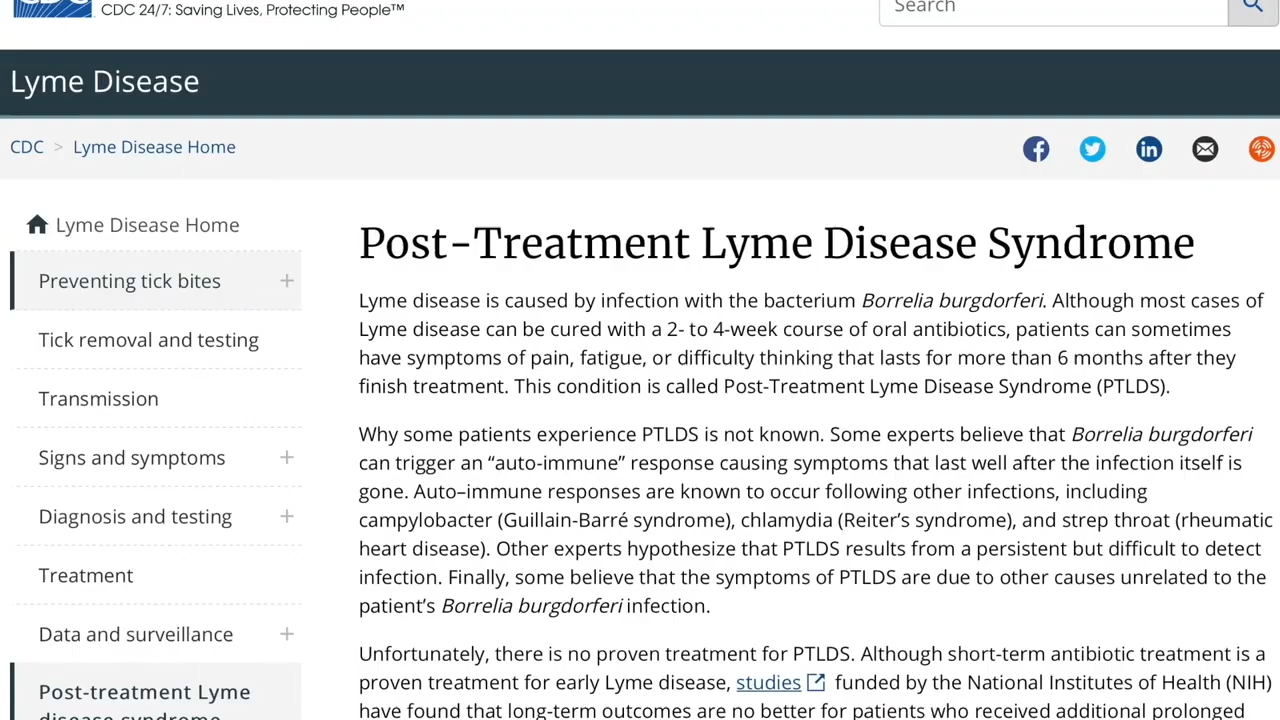 CDC
CDC 24/7: Saving Lives, Protecting People™
Search
Lyme Disease
CDC > Lyme Disease Home
Lyme Disease Home
Preventing tick bites +
Tick removal and testing
Transmission
Signs and symptoms +
Diagnosis and testing +
Treatment
Data and surveillance +
Post-treatment Lyme
disease syndrome
Post-Treatment Lyme Disease Syndrome
Lyme disease is caused by infection with the bacterium Borrelia burgdorferi. Although most cases of
Lyme disease can be cured with a 2- to 4-week course of oral antibiotics, patients can sometimes
have symptoms of pain, fatigue, or difficulty thinking that lasts for more than 6 months after they
finish treatment. This condition is called Post-Treatment Lyme Disease Syndrome (PTLDS).
Why some patients experience PTLDS is not known. Some experts believe that Borrelia burgdorferi
can trigger an “auto-immune” response causing symptoms that last well after the infection itself is
gone. Auto–immune responses are known to occur following other infections, including
campylobacter (Guillain-Barré syndrome), chlamydia (Reiter’s syndrome), and strep throat (rheumatic
heart disease). Other experts hypothesize that PTLDS results from a persistent but difficult to detect
infection. Finally, some believe that the symptoms of PTLDS are due to other causes unrelated to the
patient’s Borrelia burgdorferi infection.
Unfortunately, there is no proven treatment for PTLDS. Although short-term antibiotic treatment is a
proven treatment for early Lyme disease, studies funded by the National Institutes of Health (NIH)
have found that long-term outcomes are no better for patients who received additional prolonged